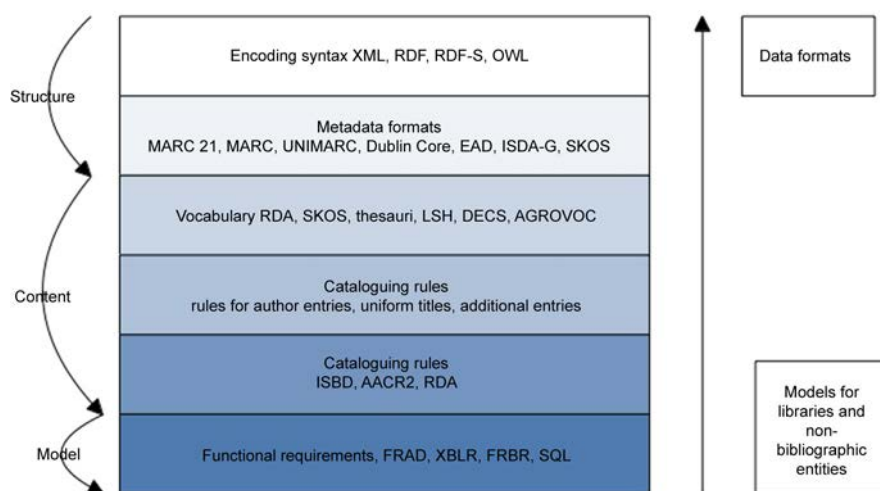 Encoding syntax XML, RDF, RDF-S, OWL
Data formats
Structure
Metadata formats
MARC 21, MARC, UNIMARC, Dublin Core, EAD, ISDA-G, SKOS
Vocabulary RDA, SKOS, thesauri, LSH, DECS, AGROVOC
Content
Cataloguing rules
rules for author entries, uniform titles, additional entries
Cataloguing rules
ISBD, AACR2, RDA
Model
Functional requirements, FRAD, XBLR, FRBR, SQL
Models for
libraries and
non-
bibliographic
entities